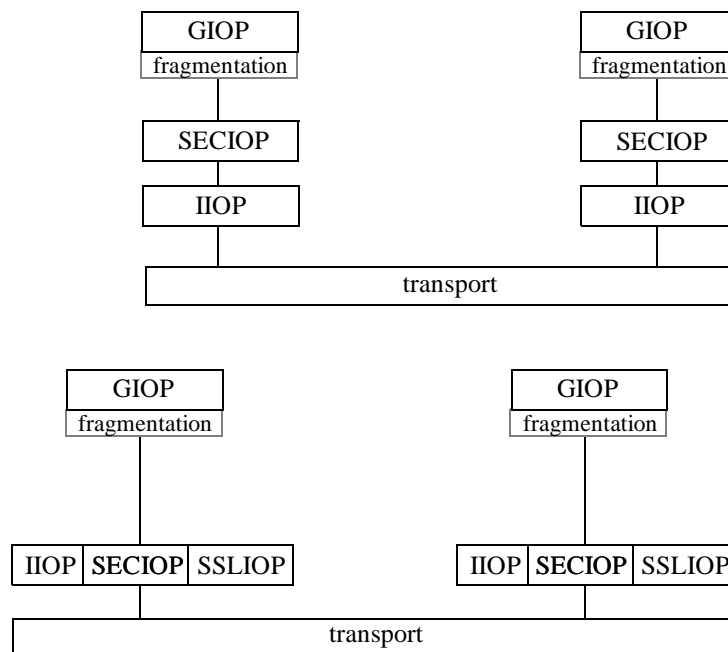 GIOP GIOP
fragmentation fragmentation
SECIOP SECIOP
IIOP IIOP
transport
GIOP GIOP
fragmentation fragmentation
IIOP SECIOP SSLIOP IIOP SECIOP SSLIOP
transport